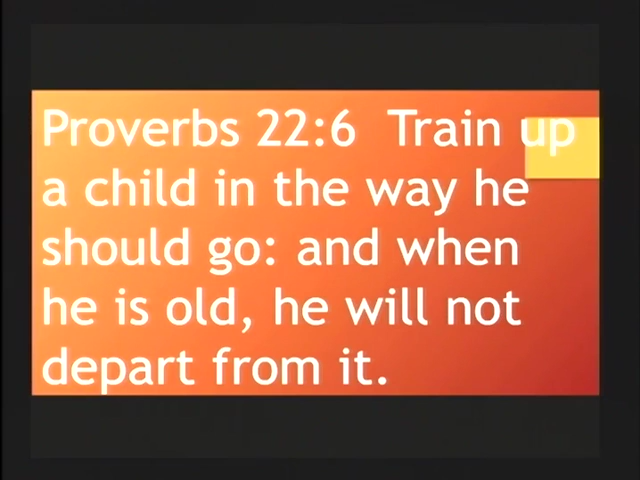 Proverbs 22:6  Train up
a child in the way he
should go: and when
he is old, he will not
depart from it.